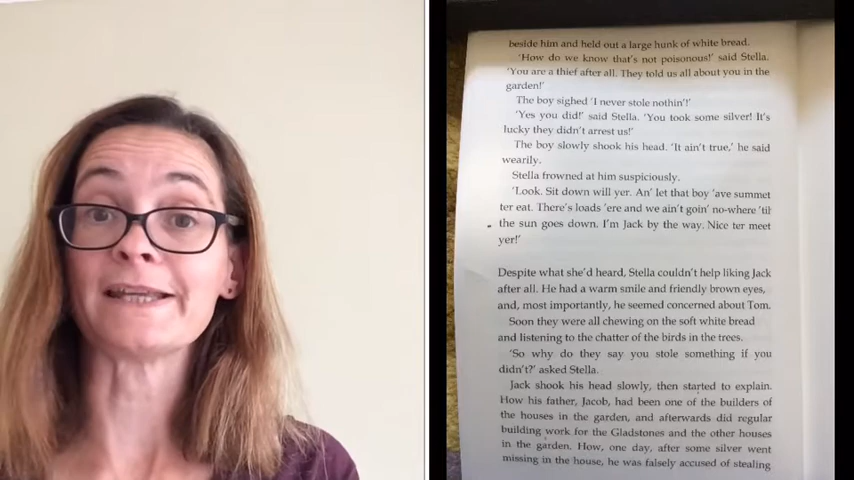 beside him and held out a large hunk of white bread.
'How do we know that's not poisonous!' said Stella.
'You are a thief after all. They told us all about you in the
garden!'
The boy sighed 'I never stole nothin'!'
'Yes you did!' said Stella. 'You took some silver! It's
lucky they didn't arrest us!'
The boy slowly shook his head. 'It ain't true,' he said
wearily.
Stella frowned at him suspiciously.
'Look. Sit down will yer. An' let that boy 'ave summet
ter eat. There's loads 'ere and we ain't goin' no-where 'til
the sun goes down. I'm Jack by the way. Nice ter meet
yer!'
Despite what she'd heard, Stella couldn't help liking Jack
after all. He had a warm smile and friendly brown eyes,
and, most importantly, he seemed concerned about Tom.
Soon they were all chewing on the soft white bread
and listening to the chatter of the birds in the trees.
'So why do they say you stole something if you
didn't?' asked Stella.
Jack shook his head slowly, then started to explain.
How his father, Jacob, had been one of the builders of
the houses in the garden, and afterwards did regular
building work for the Gladstones and the other houses
in the garden. How, one day, after some silver went
missing in the house, he was falsely accused of stealing